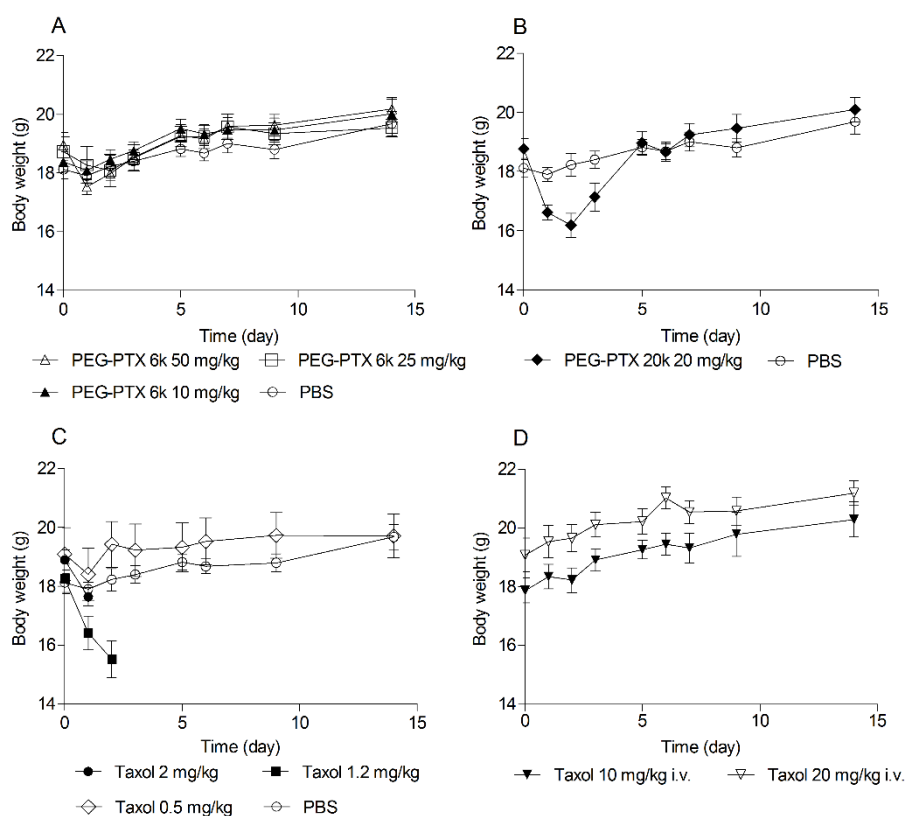 A
22
20
18
16
14
Body weight (g)
0 5 10 15
Time (day)
PEG-PTX 6k 50 mg/kg PEG-PTX 6k 25 mg/kg
PEG-PTX 6k 10 mg/kg PBS
B
22
20
18
16
14
Body weight (g)
0 5 10 15
Time (day)
PEG-PTX 20k 20 mg/kg PBS
C
22
20
18
16
14
Body weight (g)
0 5 10 15
Time (day)
Taxol 2 mg/kg Taxol 1.2 mg/kg
Taxol 0.5 mg/kg PBS
D
22
20
18
16
14
Body weight (g)
0 5 10 15
Time (day)
Taxol 10 mg/kg i.v. Taxol 20 mg/kg i.v.